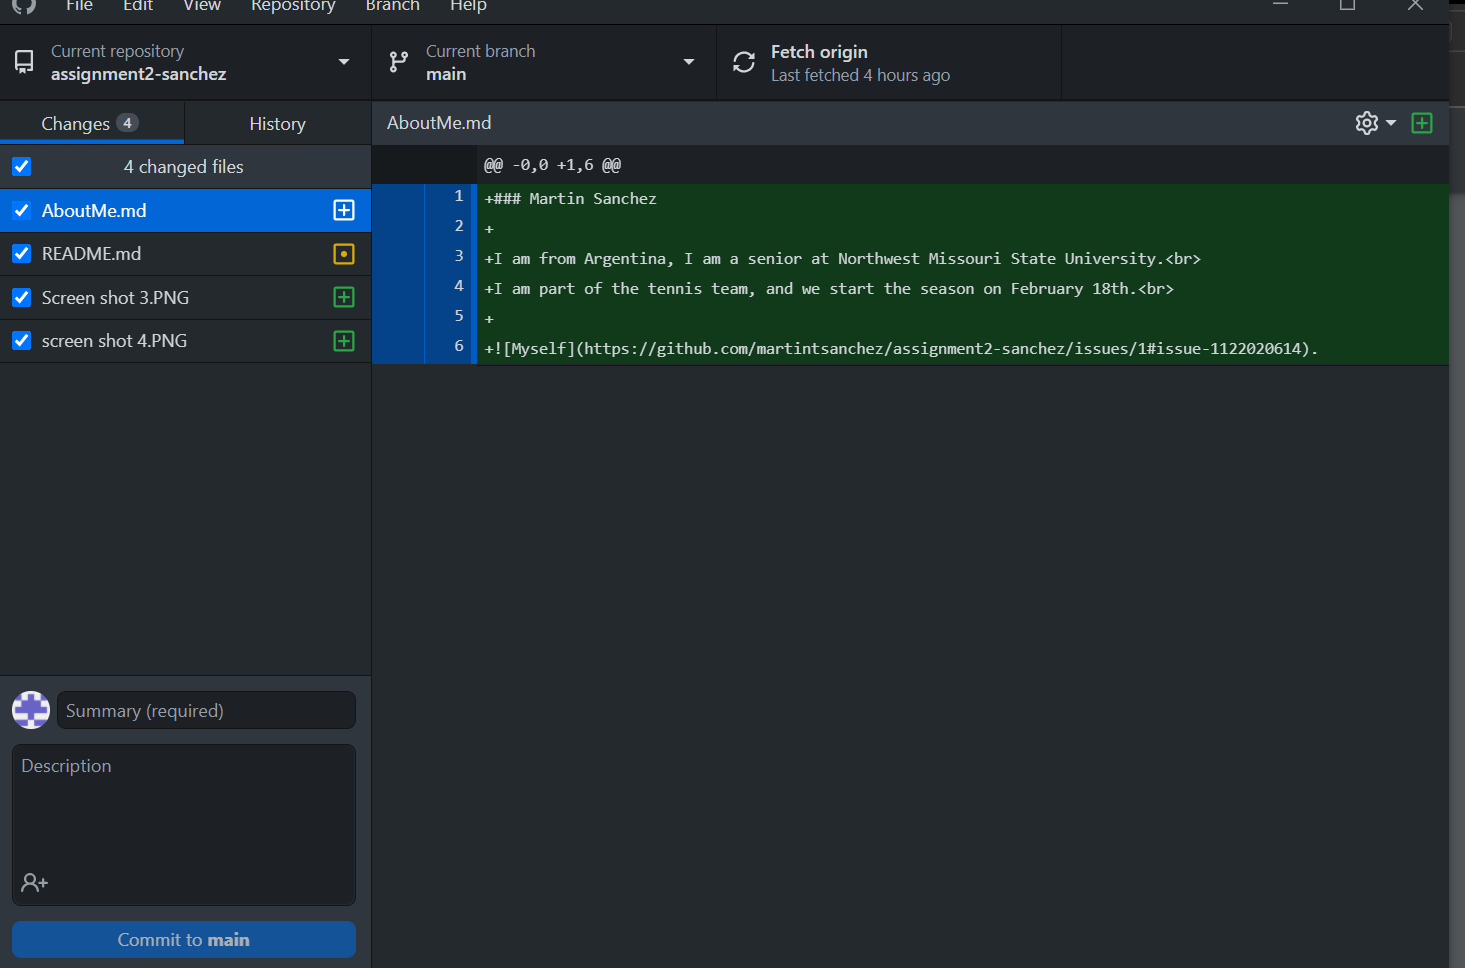 File Edit View Repository Branch Help
Current repository
assignment2-sanchez
Current branch
main
Fetch origin
Last fetched 4 hours ago
Changes 4
History
4 changed files
AboutMe.md
README.md
Screen shot 3.PNG
screen shot 4.PNG
Summary (required)
Description
Commit to main
AboutMe.md
@@ -0,0 +1,6 @@
1 +### Martin Sanchez
2 +
3 +I am from Argentina, I am a senior at Northwest Missouri State University.<br>
4 +I am part of the tennis team, and we start the season on February 18th.<br>
5 +
6 +![Myself](https://github.com/martintsanchez/assignment2-sanchez/issues/1#issue-1122020614).